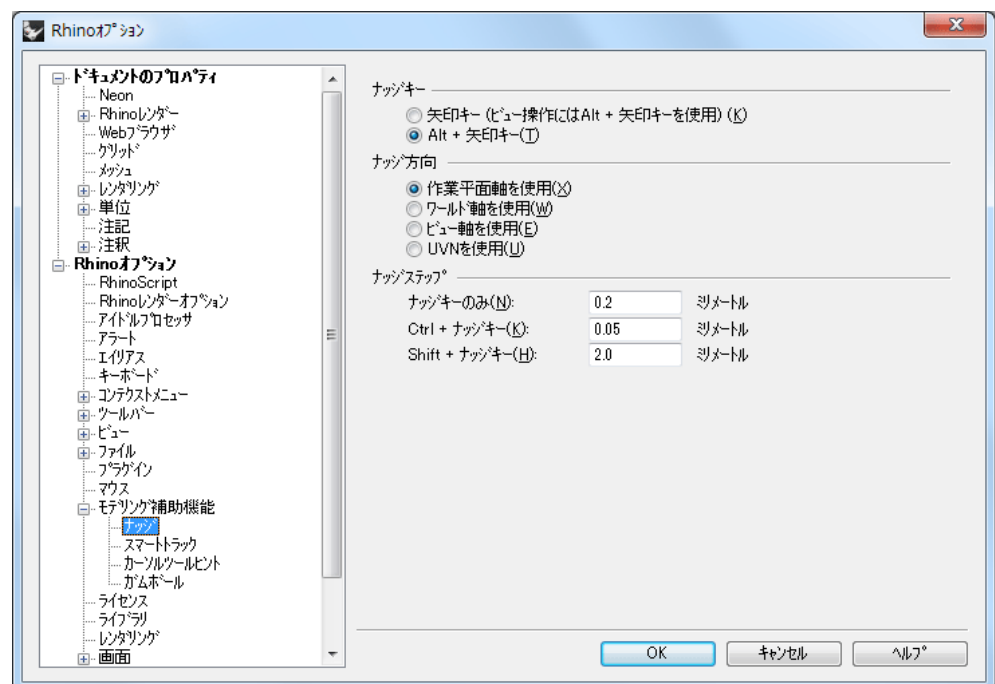 Rhinoオプション
ドキュメントのプロパティ
Neon
Rhinoレンダー
Webブラウザ
グリッド
メッシュ
レンダリング
単位
注記
注釈
Rhinoオプション
RhinoScript
Rhinoレンダーオプション
アイドルプロセッサ
アラート
エイリアス
キーボード
コンテクストメニュー
ツールバー
ビュー
ファイル
プラグイン
マウス
モデリング補助機能
ナッジ
スマートトラック
カーソルツールヒント
ガムボール
ライセンス
ライブラリ
レンダリング
画面
ナッジキー
矢印キー (ビュー操作にはAlt + 矢印キーを使用) (K)
Alt + 矢印キー(T)
ナッジ方向
作業平面軸を使用(X)
ワールド軸を使用(W)
ビュー軸を使用(E)
UVNを使用(U)
ナッジステップ
ナッジキーのみ(N): 0.2 ミリメートル
Ctrl + ナッジキー(K): 0.05 ミリメートル
Shift + ナッジキー(H): 2.0 ミリメートル
OK キャンセル ヘルプ